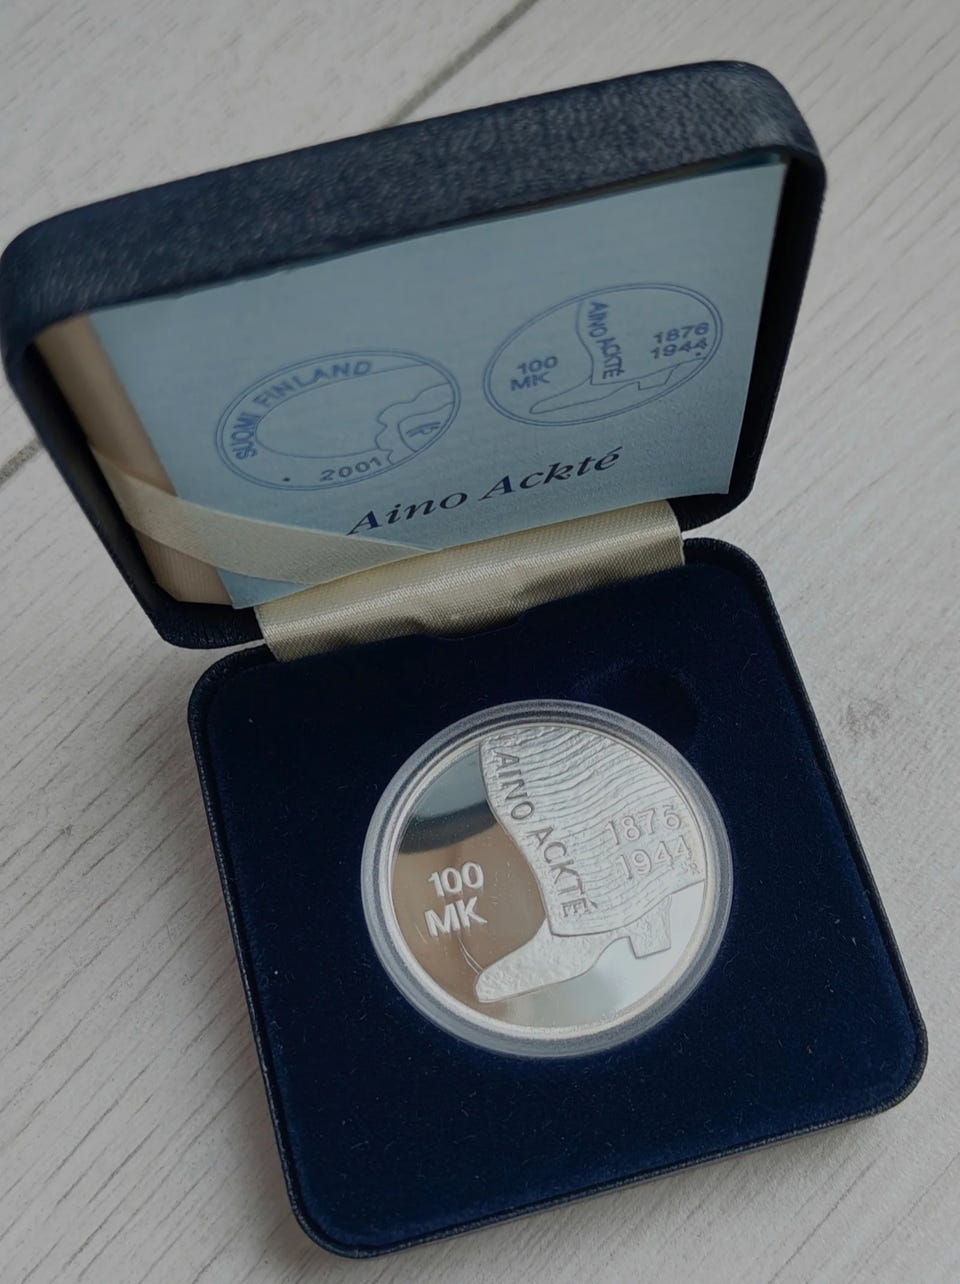 SUOMI FINLAND
2001
AINO ACKTÉ
100
MK
1876
1944
Aino Ackté
AINO ACKTÉ
100
MK
1876
1944